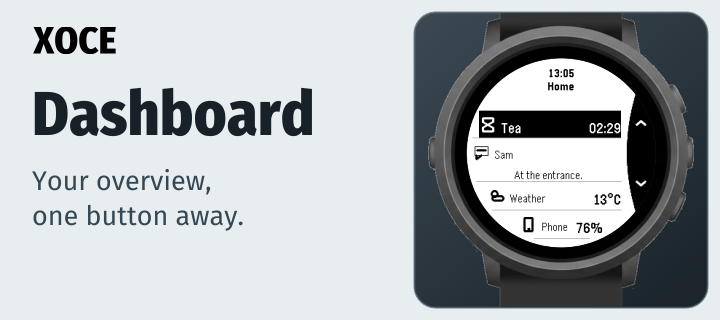 XOCE
Dashboard
Your overview,
one button away.
13:05
Home
Tea 02:29
Sam
At the entrance.
Weather 13°C
Phone 76%